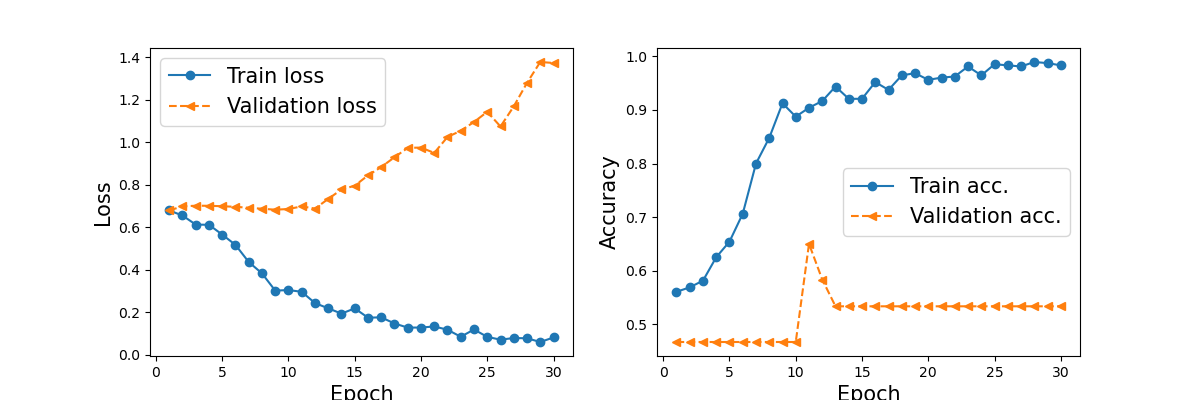 1.4
1.2
1.0
0.8
0.6
0.4
0.2
0.0
Loss
Train loss
Validation loss
0 5 10 15 20 25 30
Epoch
1.0
0.9
0.8
0.7
0.6
0.5
Accuracy
Train acc.
Validation acc.
0 5 10 15 20 25 30
Epoch